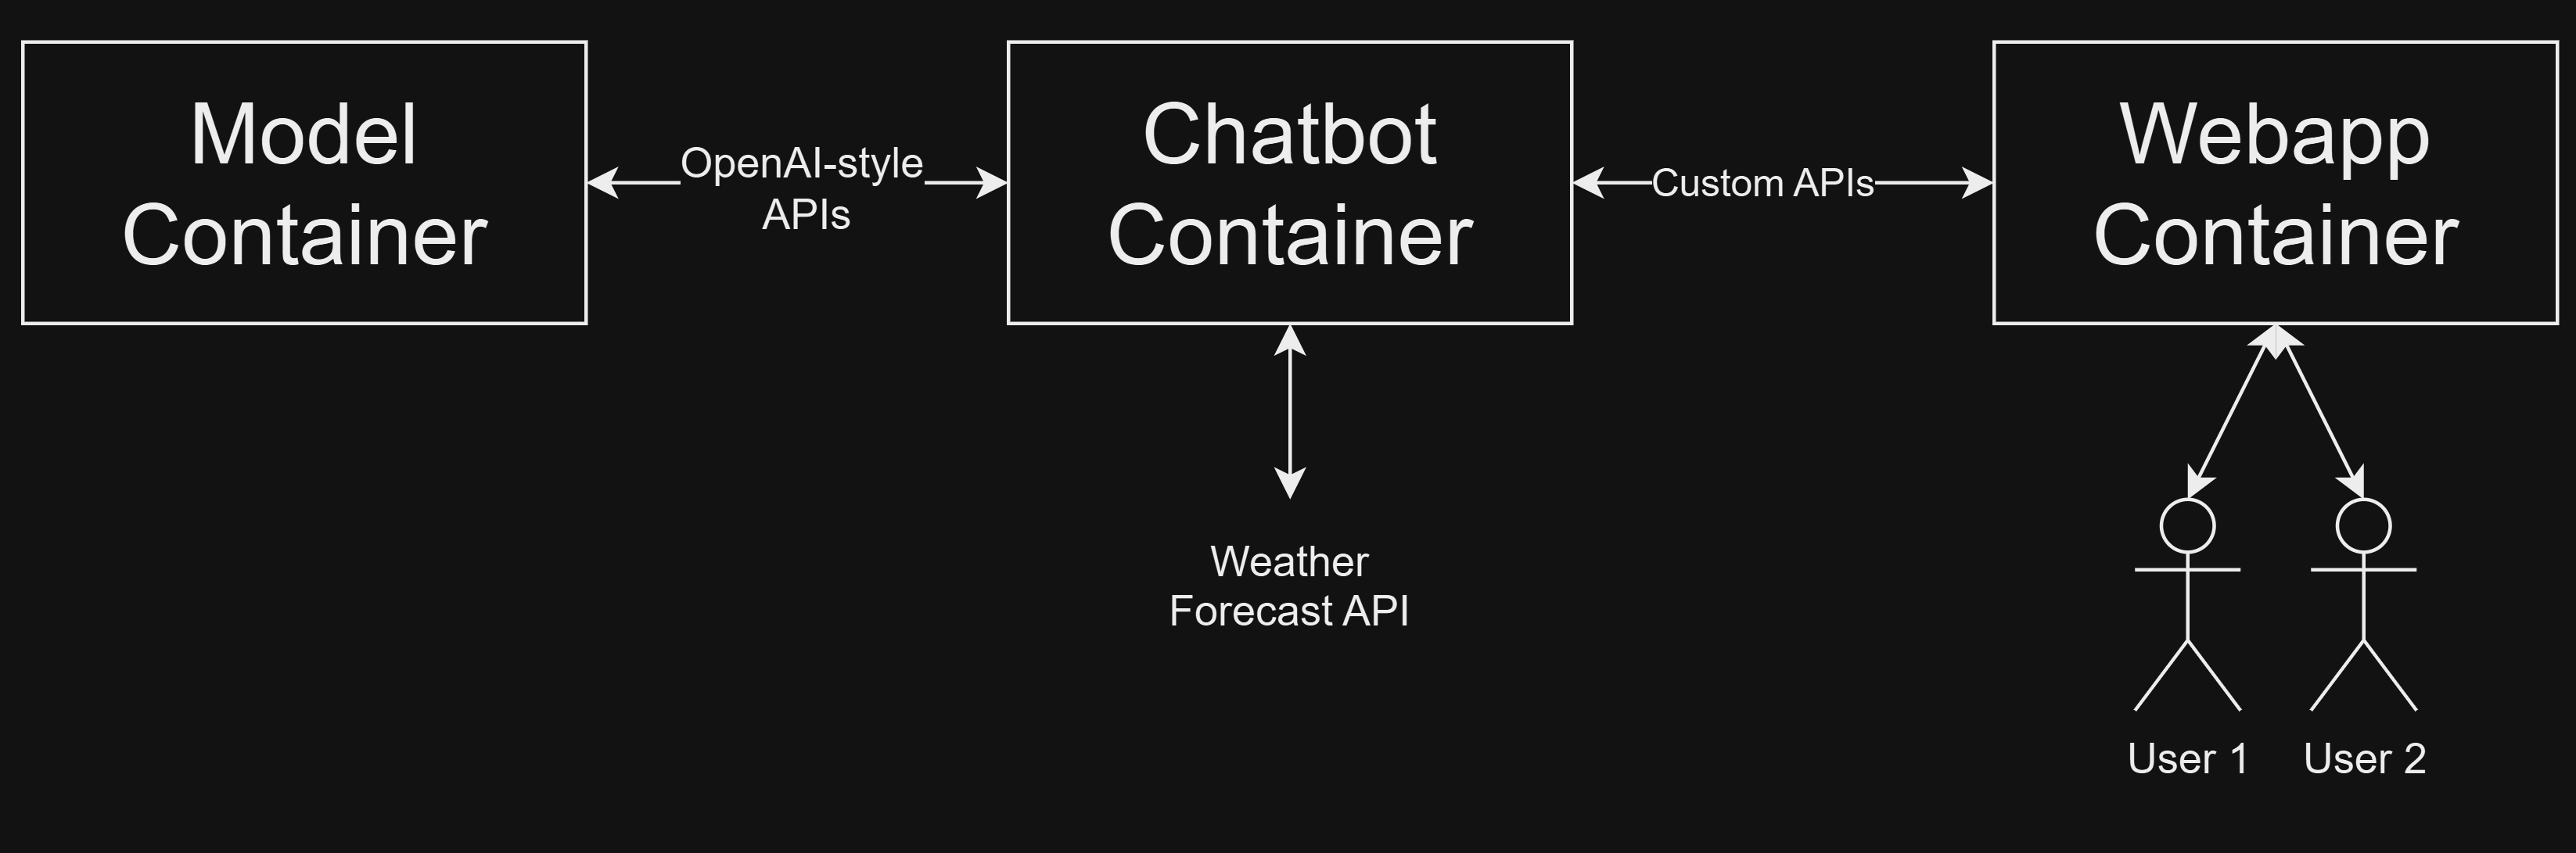 Model
Container
OpenAI-style
APIs
Chatbot
Container
Custom APIs
Webapp
Container
Weather
Forecast API
User 1
User 2